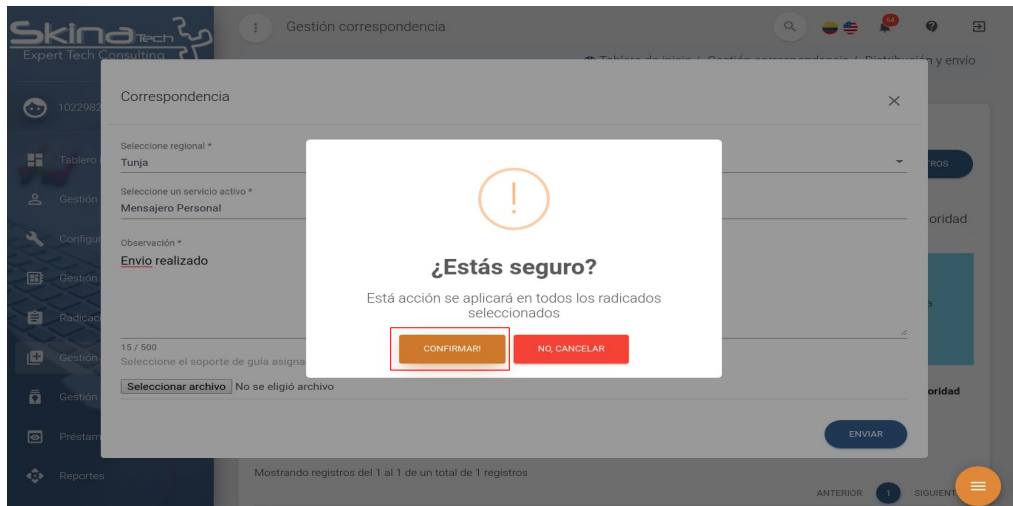 SkinaTech
Expert Tech Consulting
Gestión correspondencia
64
Tablero de inicio / Gestión correspondencia / Distribución y envío
1022982
Correspondencia
Tablero
Gestión
Configur
Gestión
Radicac
Gestión
Gestión
Préstam
Reportes
Seleccione regional *
Tunja
Seleccione un servicio activo *
Mensajero Personal
Observación *
Envio realizado
15 / 500
Seleccione el soporte de guía asigna
Seleccionar archivo No se eligió archivo
¿Estás seguro?
Está acción se aplicará en todos los radicados
seleccionados
CONFIRMAR!
NO, CANCELAR
ROS
oridad
oridad
ENVIAR
Mostrando registros del 1 al 1 de un total de 1 registros
ANTERIOR 1 SIGUIENT